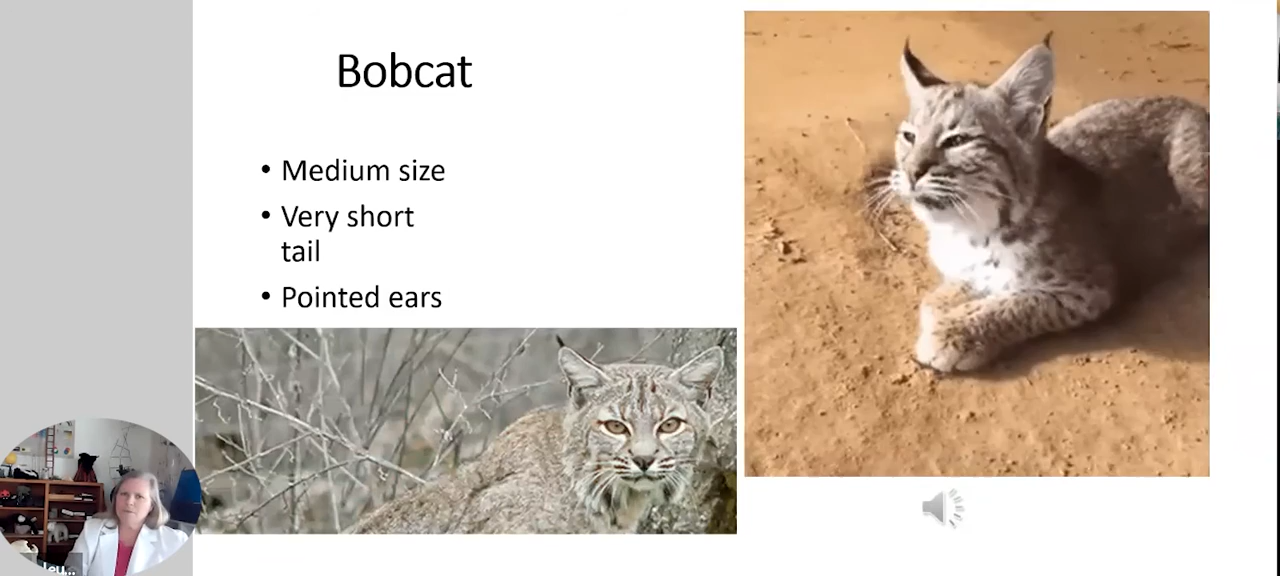 Bobcat
• Medium size
• Very short
tail
• Pointed ears